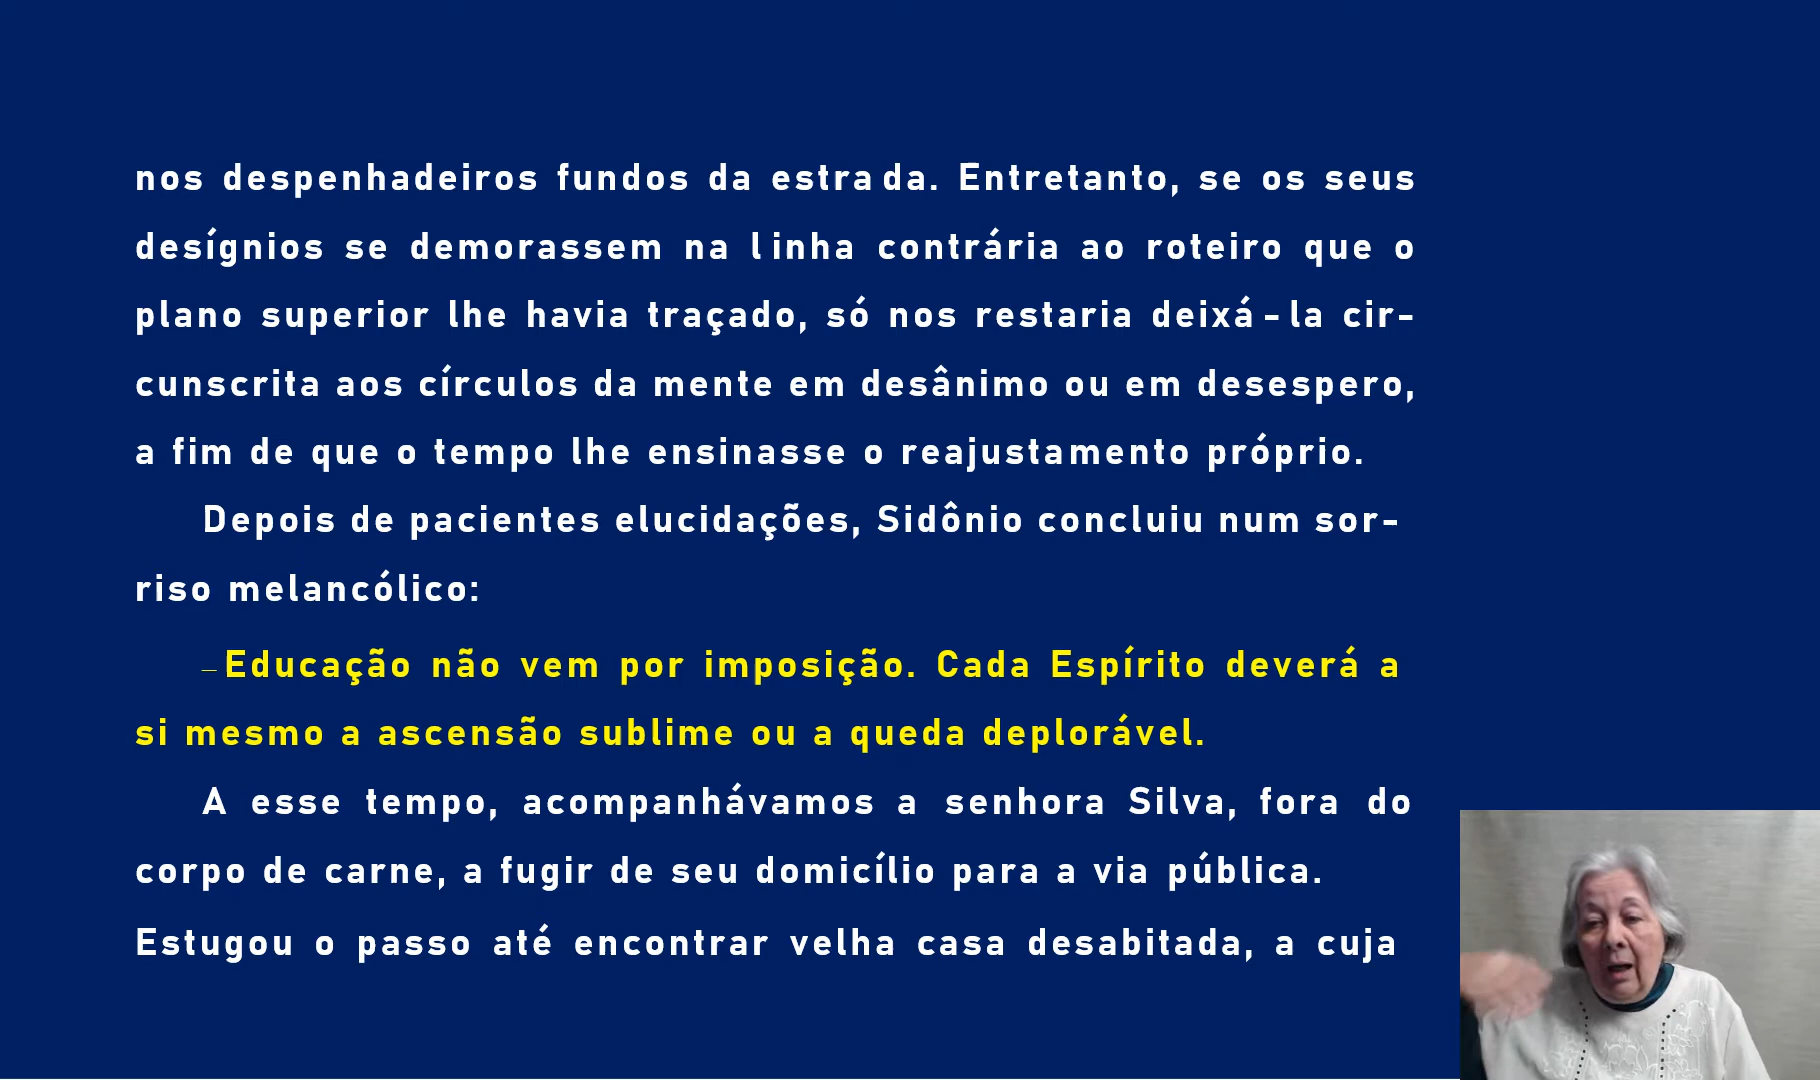 nos despenhadeiros fundos da estrada. Entretanto, se os seus
desígnios se demorassem na linha contrária ao roteiro que o
plano superior lhe havia traçado, só nos restaria deixá-la cir-
cunscrita aos círculos da mente em desânimo ou em desespero,
a fim de que o tempo lhe ensinasse o reajustamento próprio.
Depois de pacientes elucidações, Sidônio concluiu num sor-
riso melancólico:
– Educação não vem por imposição. Cada Espírito deverá a
si mesmo a ascensão sublime ou a queda deplorável.
A esse tempo, acompanhávamos a senhora Silva, fora do
corpo de carne, a fugir de seu domicílio para a via pública.
Estugou o passo até encontrar velha casa desabitada, a cuja